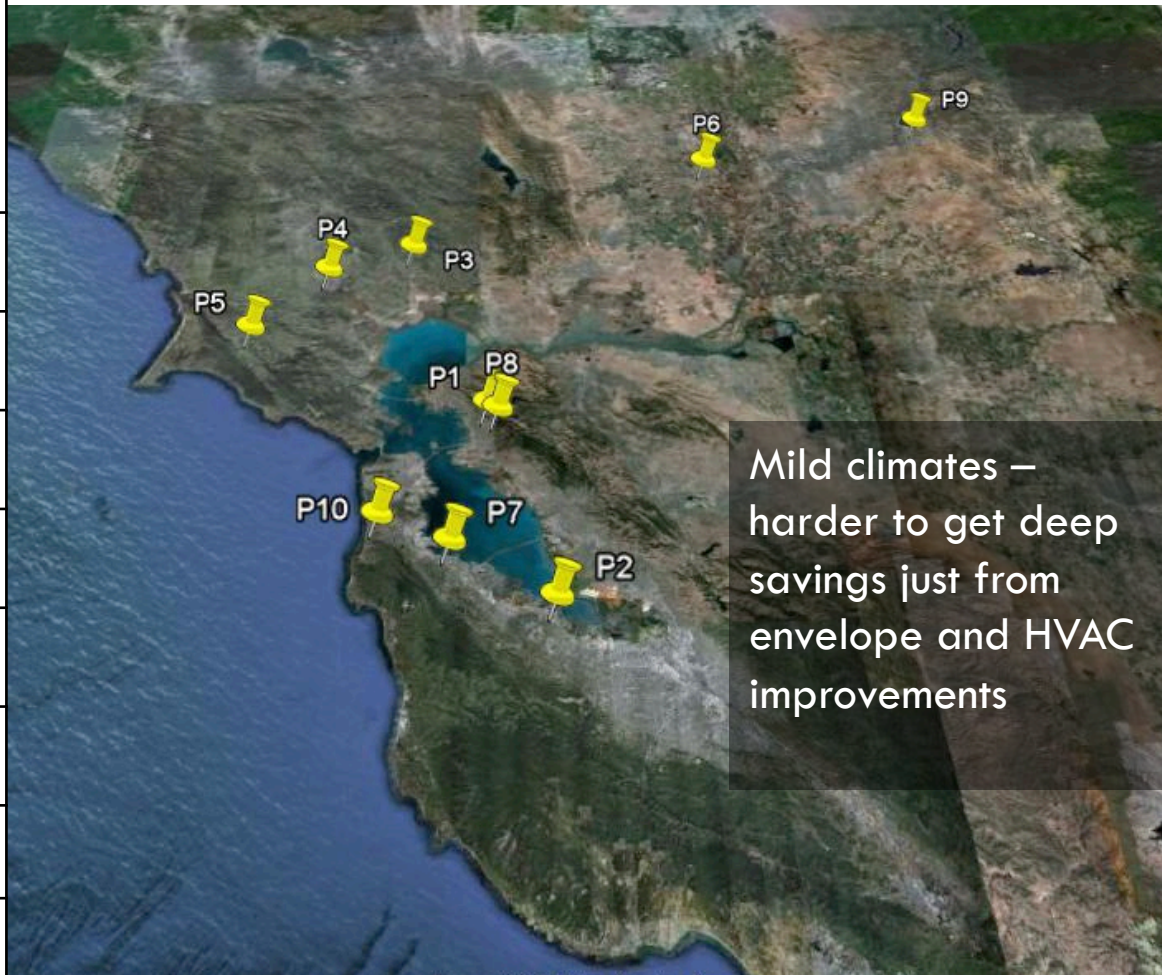 P9
P6
P4
P3
P5
P8
P1
P10
P7
P2
Mild climates –
harder to get deep
savings just from
envelope and HVAC
improvements